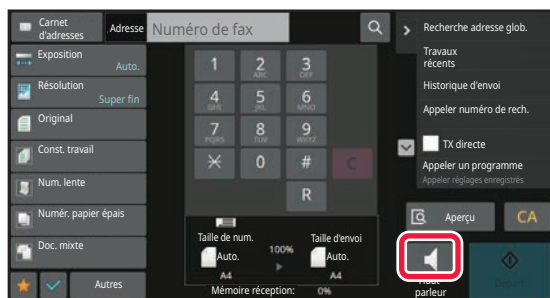 Carnet
d'adresses
Adresse
Numéro de fax
Exposition
Auto.
Résolution
Super fin
Original
Const. travail
Num. lente
Numér. papier
épais
Doc. mixte
Autres
1
2
ABC
3
DEF
4
GHI
5
JKL
6
MNO
7
PQRS
8
TUV
9
WXYZ
0
#
C
R
Taille de num.
100%
Taille d'envoi
Auto.
Auto.
A4
A4
Mémoire réception: 0%
Recherche adresse glob.
Travaux
récents
Historique d'envoi
Appeler numéro de rech.
TX directe
Appeler un programme
Appeler réglages enregistrés
Aperçu
CA
Haut
parleur